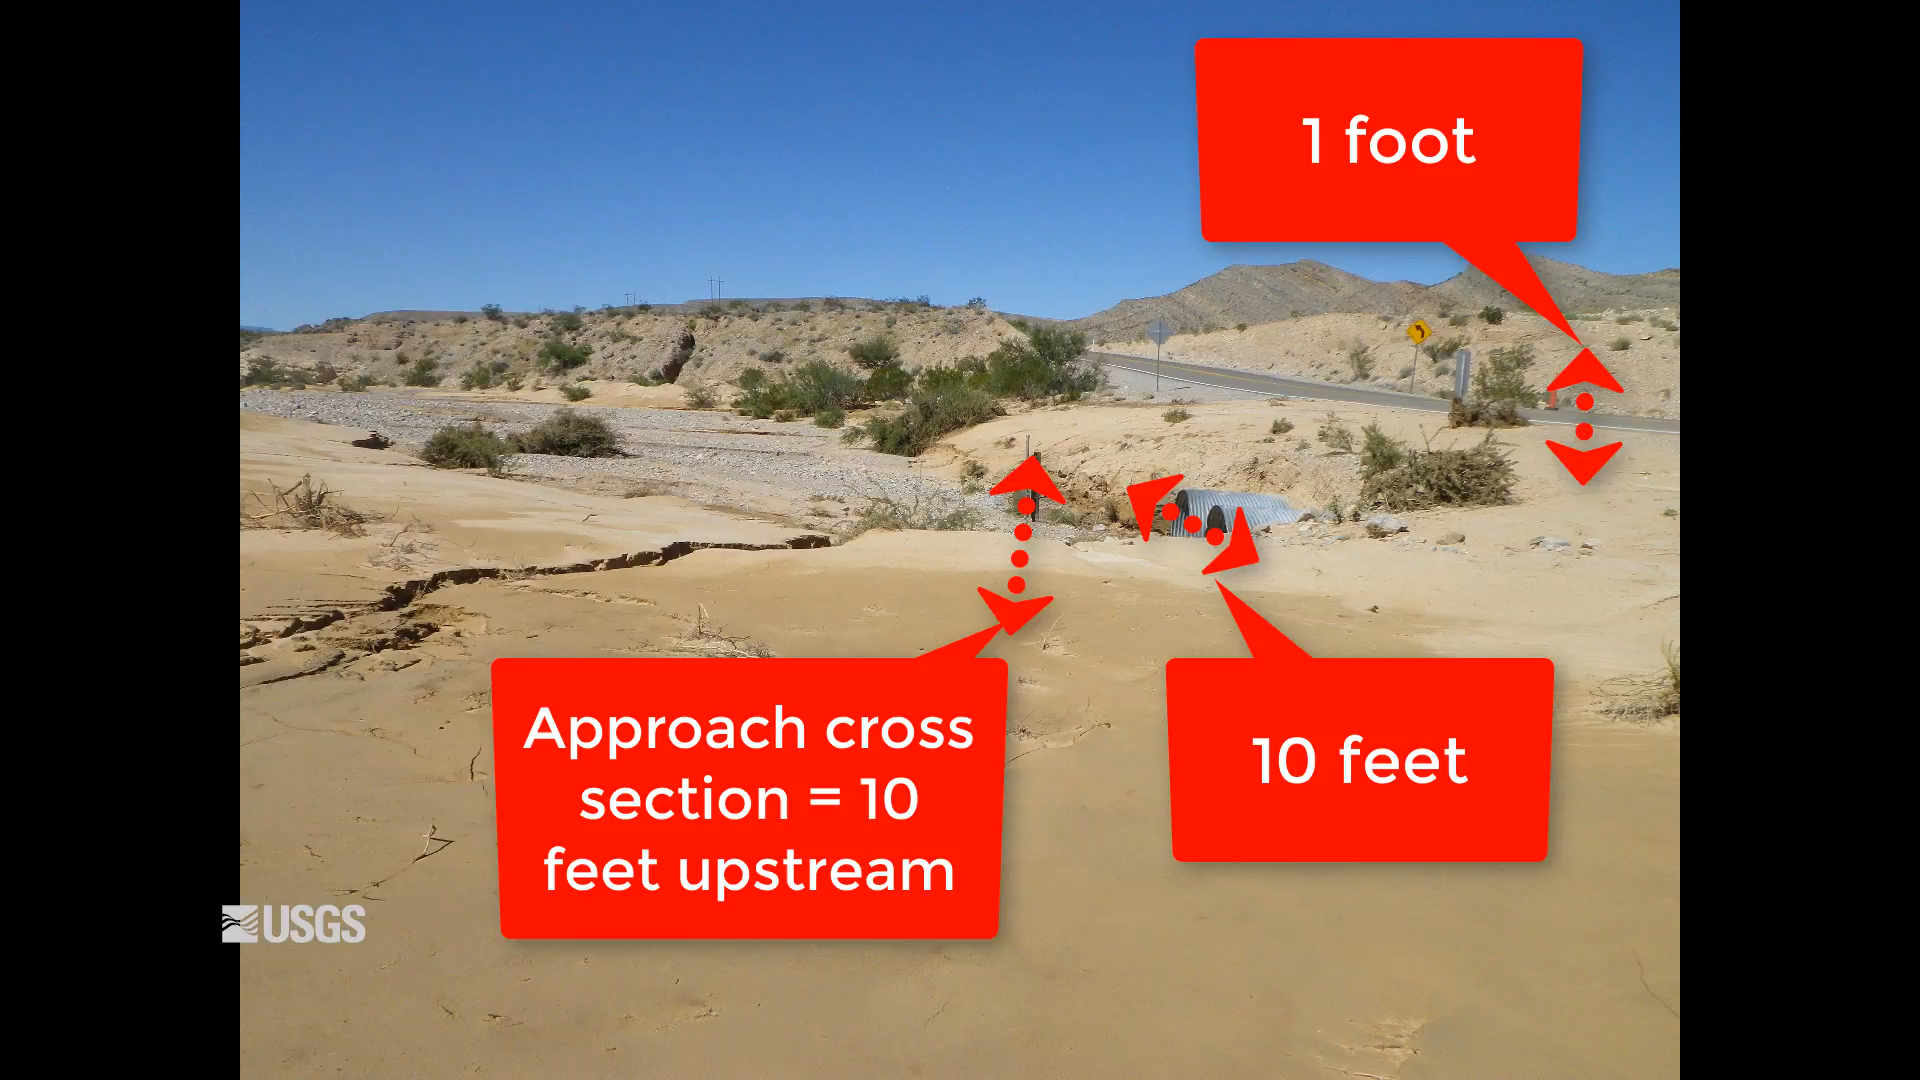 1 foot
Approach cross
section = 10
feet upstream
10 feet
USGS